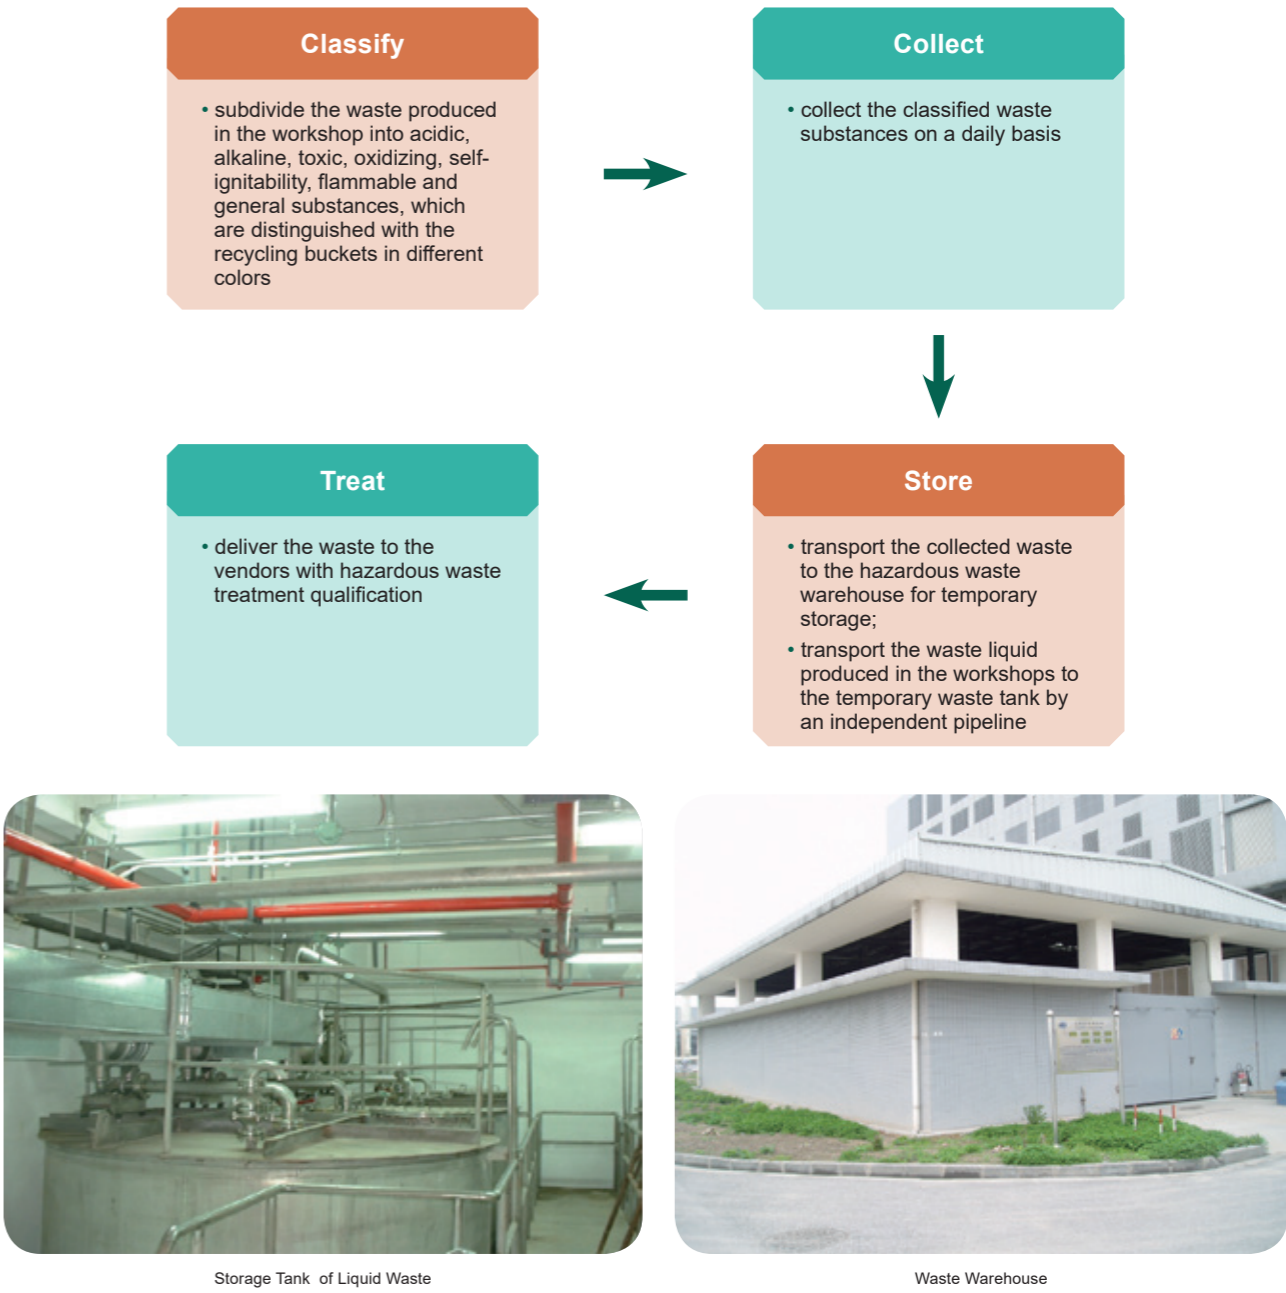 Classify
• subdivide the waste produced
in the workshop into acidic,
alkaline, toxic, oxidizing, self-
ignitability, flammable and
general substances, which
are distinguished with the
recycling buckets in different
colors
Collect
• collect the classified waste
substances on a daily basis
Store
• transport the collected waste
to the hazardous waste
warehouse for temporary
storage;
• transport the waste liquid
produced in the workshops to
the temporary waste tank by
an independent pipeline
Treat
• deliver the waste to the
vendors with hazardous waste
treatment qualification
Storage Tank of Liquid Waste
Waste Warehouse